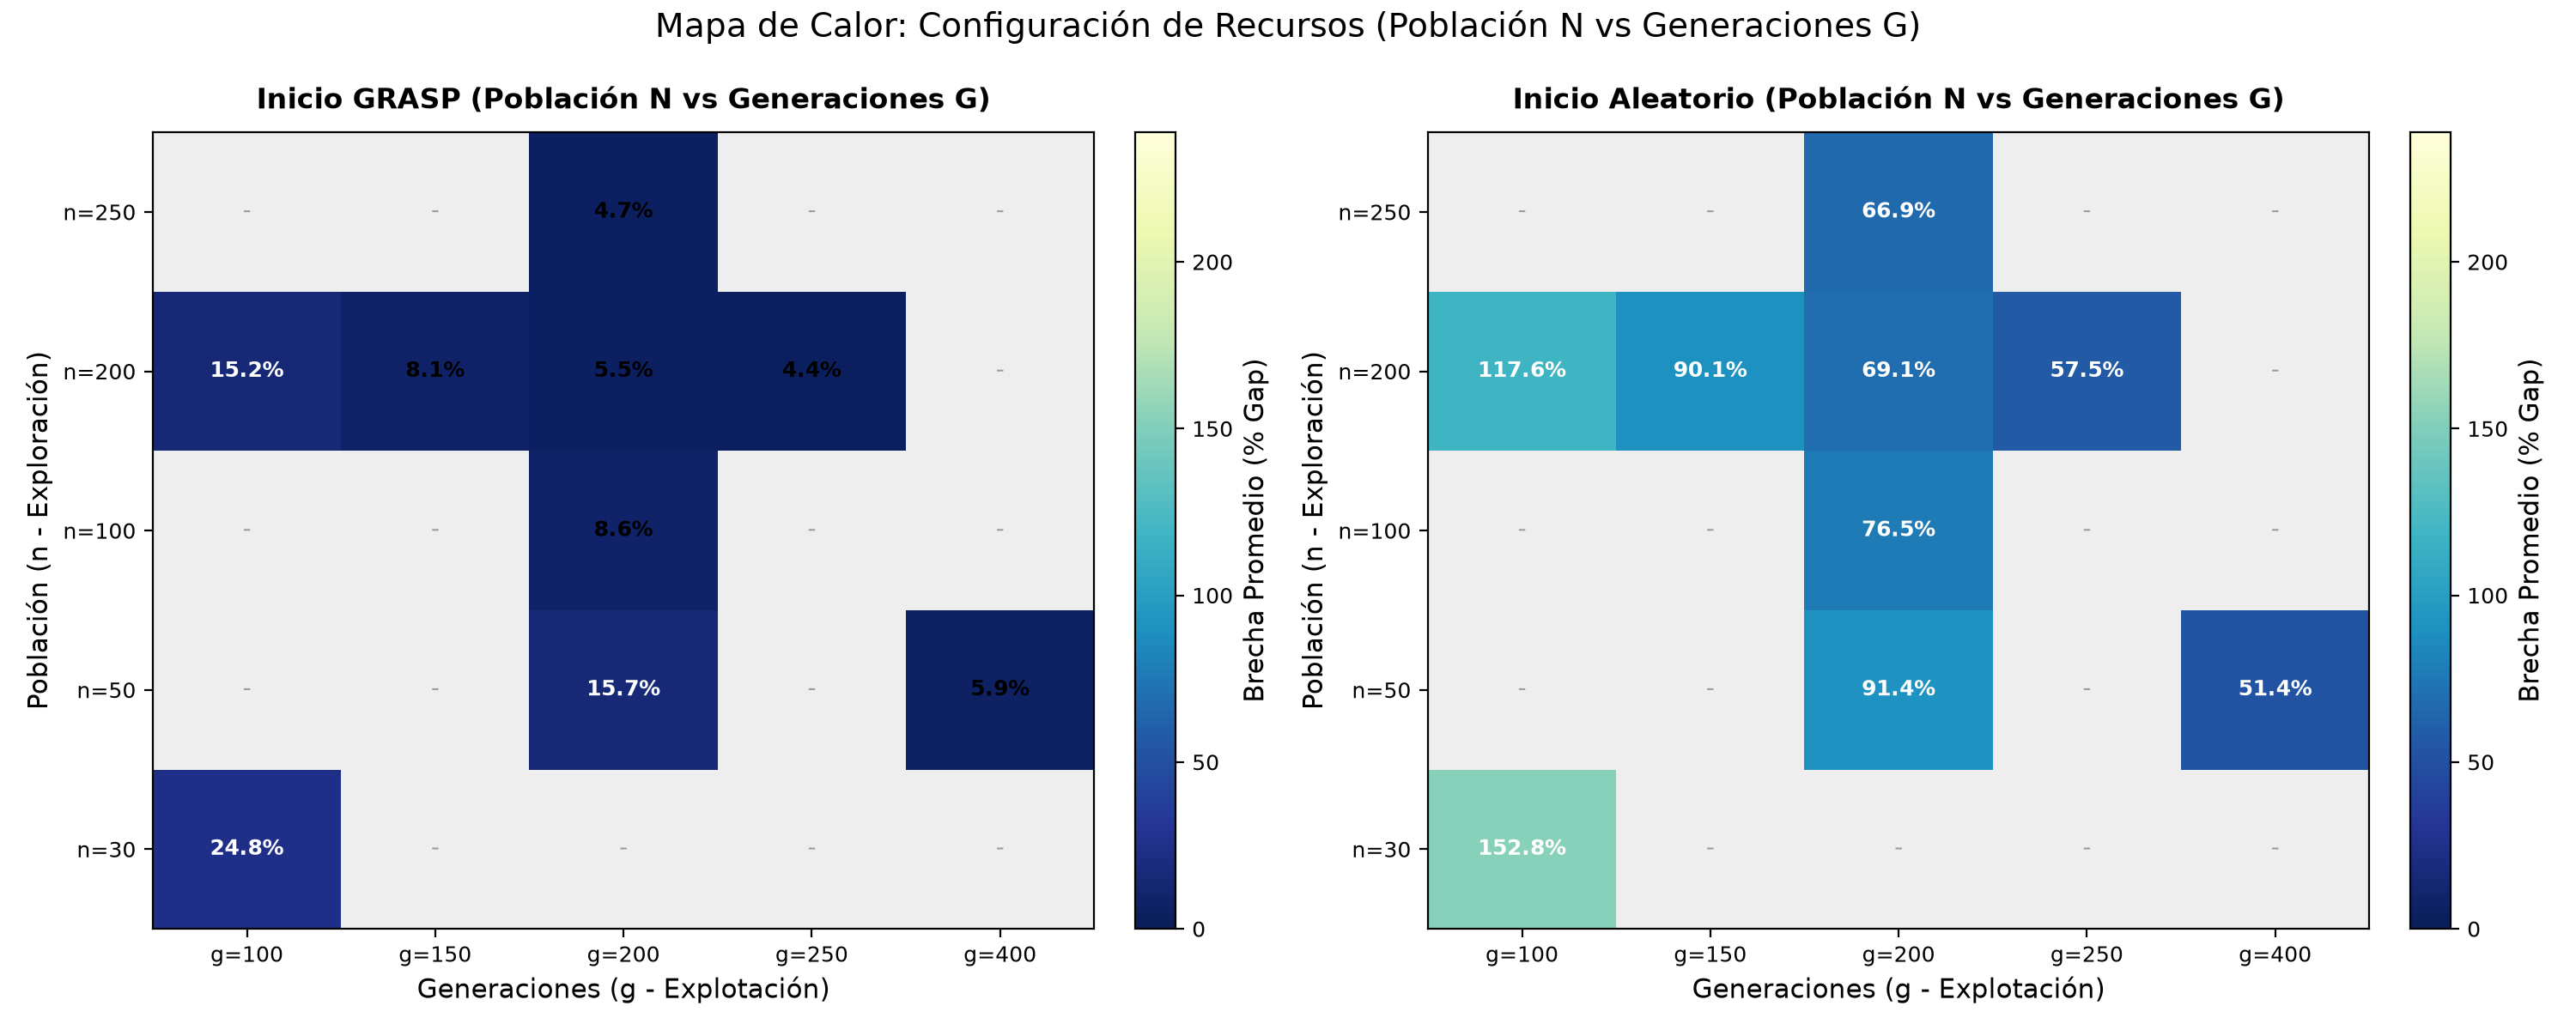 Mapa de Calor: Configuración de Recursos (Población N vs Generaciones G)
Inicio GRASP (Población N vs Generaciones G)
Población (n - Exploración)
n=250 - - 4.7% - -
n=200 15.2% 8.1% 5.5% 4.4% -
n=100 - - 8.6% - -
n=50 - - 15.7% - 5.9%
n=30 24.8% - - - -
g=100 g=150 g=200 g=250 g=400
Generaciones (g - Explotación)
200
150
100
50
0
Brecha Promedio (% Gap)
Inicio Aleatorio (Población N vs Generaciones G)
Población (n - Exploración)
n=250 - - 66.9% - -
n=200 117.6% 90.1% 69.1% 57.5% -
n=100 - - 76.5% - -
n=50 - - 91.4% - 51.4%
n=30 152.8% - - - -
g=100 g=150 g=200 g=250 g=400
Generaciones (g - Explotación)
200
150
100
50
0
Brecha Promedio (% Gap)